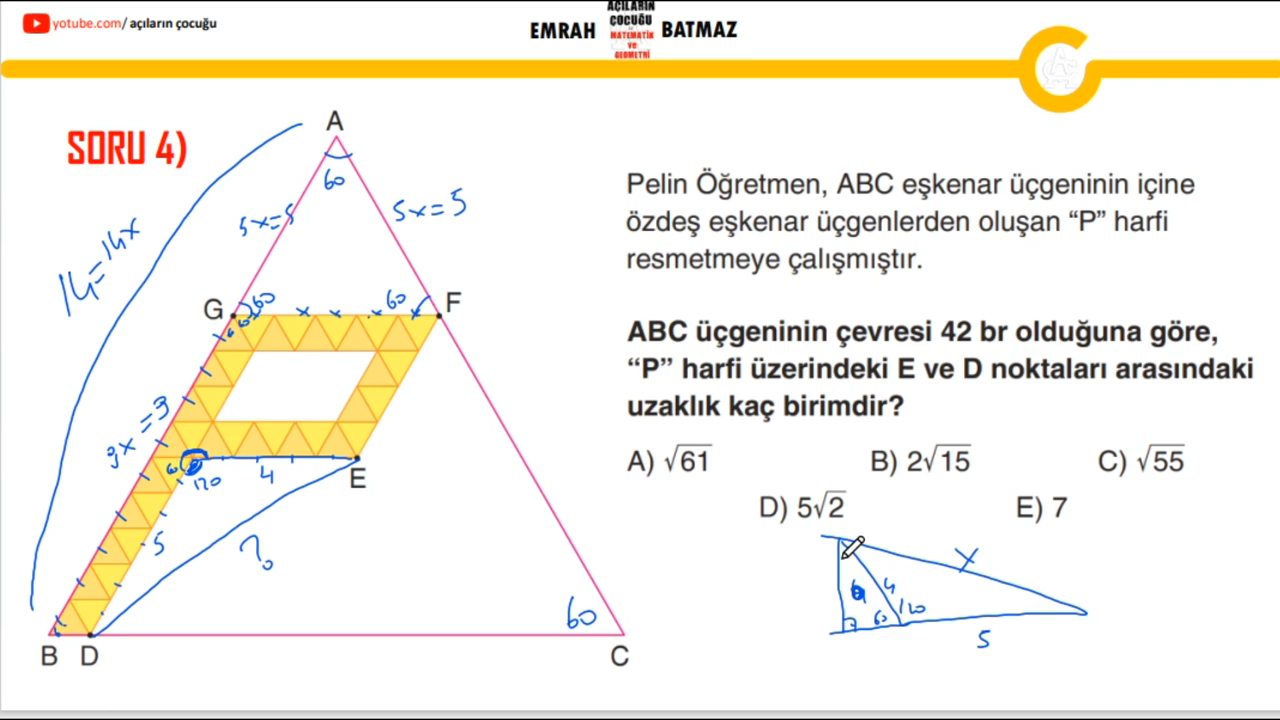 yotube.com/ açıların çocuğu
EMRAH
AÇILARIN
ÇOCUĞU
MATEMATİK
ve
GEOMETRİ
BATMAZ
SORU 4)
A
60
5x=5
5x=5
14=14x
G
60
60
F
3x=3
120
4
E
5
?
60
B D
C
Pelin Öğretmen, ABC eşkenar üçgeninin içine
özdeş eşkenar üçgenlerden oluşan “P” harfi
resmetmeye çalışmıştır.
ABC üçgeninin çevresi 42 br olduğuna göre,
“P” harfi üzerindeki E ve D noktaları arasındaki
uzaklık kaç birimdir?
A) √61
B) 2√15
C) √55
D) 5√2
E) 7
x
4
60
120
5